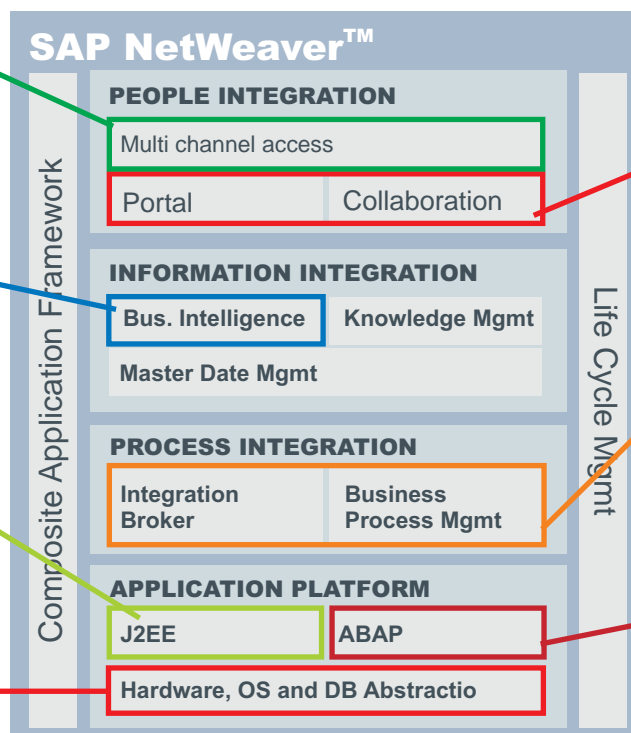 SAP NetWeaver™
Composite Application Framework
PEOPLE INTEGRATION
Multi channel access
Portal
Collaboration
INFORMATION INTEGRATION
Bus. Intelligence
Knowledge Mgmt
Master Date Mgmt
PROCESS INTEGRATION
Integration
Broker
Business
Process Mgmt
APPLICATION PLATFORM
J2EE
ABAP
Hardware, OS and DB Abstractio
Life Cycle Mgmt